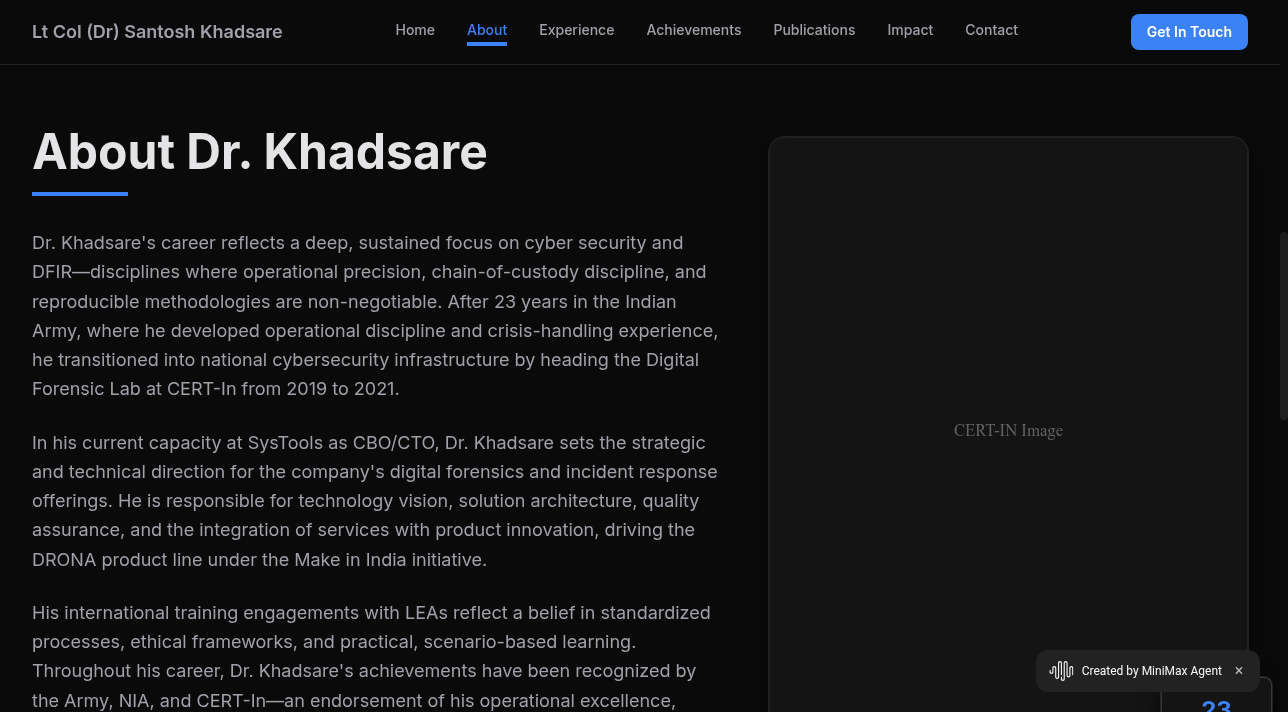 Lt Col (Dr) Santosh Khadsare
Home About Experience Achievements Publications Impact Contact
Get In Touch
About Dr. Khadsare
Dr. Khadsare's career reflects a deep, sustained focus on cyber security and
DFIR—disciplines where operational precision, chain-of-custody discipline, and
reproducible methodologies are non-negotiable. After 23 years in the Indian
Army, where he developed operational discipline and crisis-handling experience,
he transitioned into national cybersecurity infrastructure by heading the Digital
Forensic Lab at CERT-In from 2019 to 2021.
In his current capacity at SysTools as CBO/CTO, Dr. Khadsare sets the strategic
and technical direction for the company's digital forensics and incident response
offerings. He is responsible for technology vision, solution architecture, quality
assurance, and the integration of services with product innovation, driving the
DRONA product line under the Make in India initiative.
His international training engagements with LEAs reflect a belief in standardized
processes, ethical frameworks, and practical, scenario-based learning.
Throughout his career, Dr. Khadsare's achievements have been recognized by
the Army, NIA, and CERT-In—an endorsement of his operational excellence,
CERT-IN Image
Created by MiniMax Agent ×
23